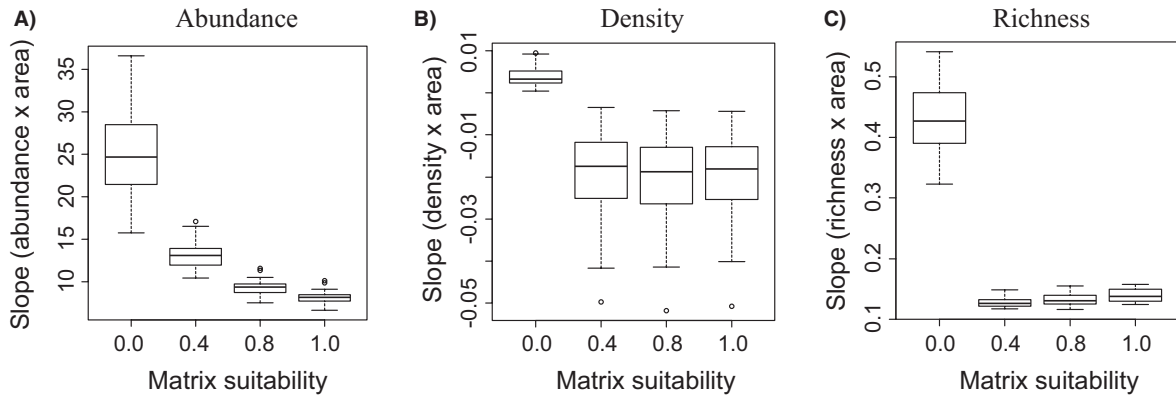 A) Abundance
Slope (abundance x area)
35
30
25
20
15
10
0.0 0.4 0.8 1.0
Matrix suitability
B) Density
Slope (density x area)
0.01
-0.01
-0.03
-0.05
0.0 0.4 0.8 1.0
Matrix suitability
C) Richness
Slope (richness x area)
0.5
0.4
0.3
0.2
0.1
0.0 0.4 0.8 1.0
Matrix suitability